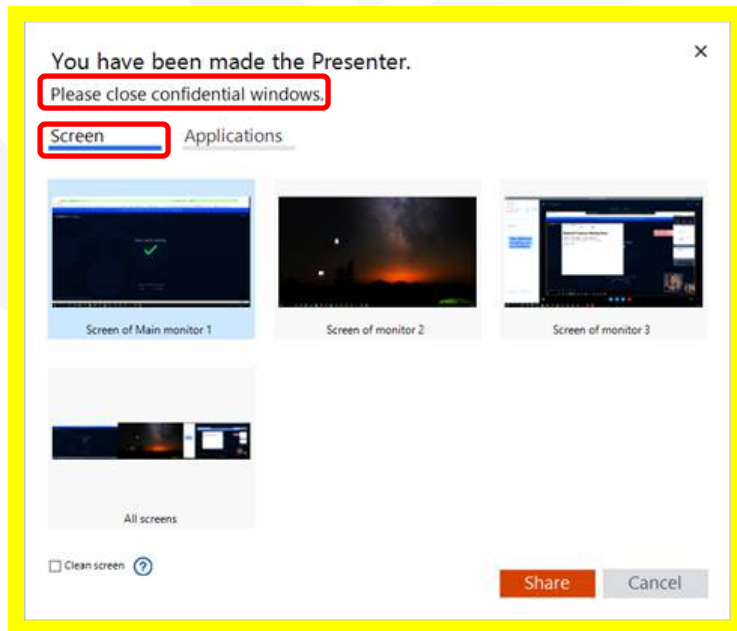 You have been made the Presenter.
Please close confidential windows.
Screen Applications
Screen of Main monitor 1 Screen of monitor 2 Screen of monitor 3
All screens
Clean screen ?
Share Cancel